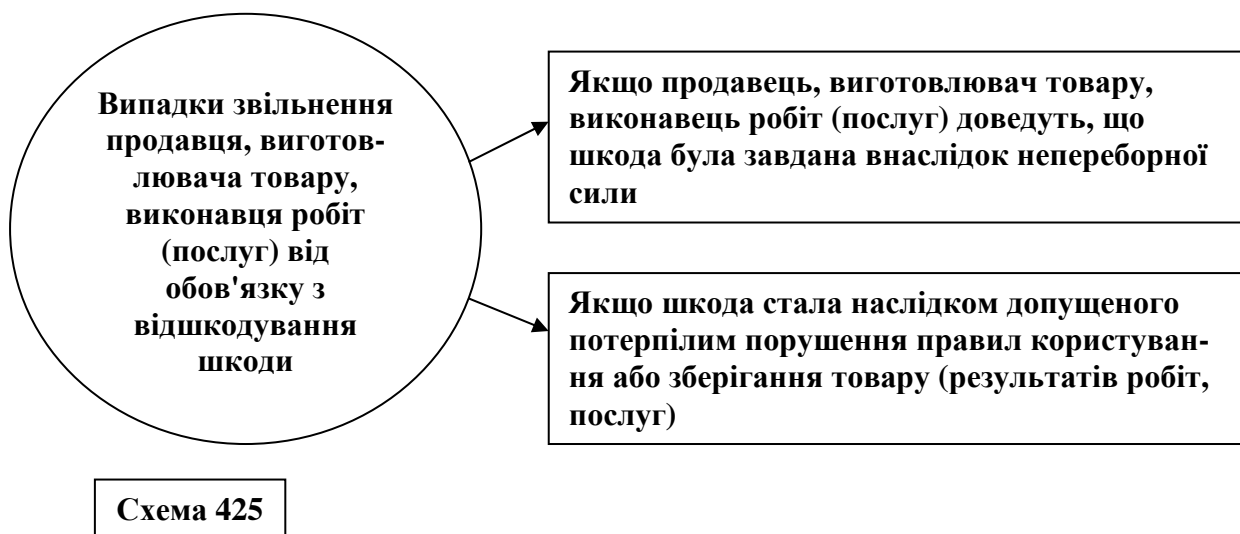 Випадки звільнення
продавця, виготов-
лювача товару,
виконавця робіт
(послуг) від
обов'язку з
відшкодування
шкоди
Якщо продавець, виготовлювач товару,
виконавець робіт (послуг) доведуть, що
шкода була завдана внаслідок непереборної
сили
Якщо шкода стала наслідком допущеного
потерпілим порушення правил користуван-
ня або зберігання товару (результатів робіт,
послуг)
Схема 425